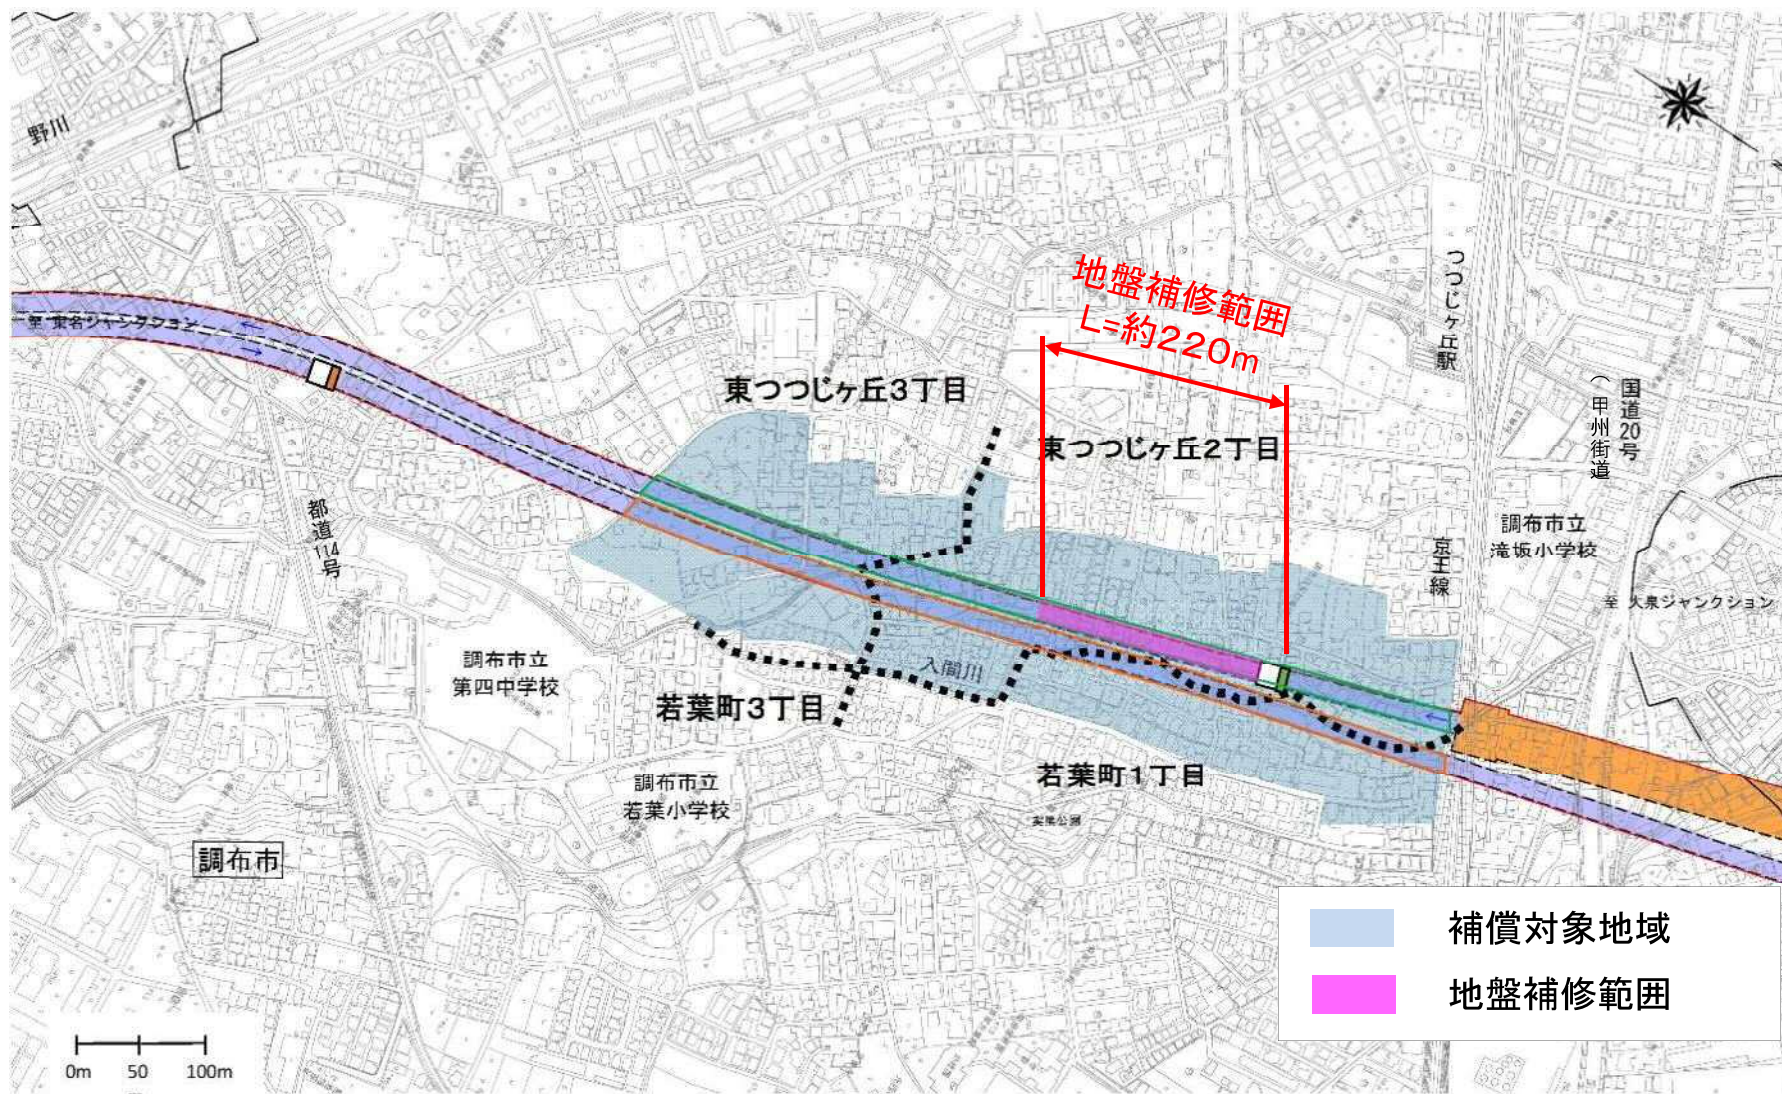 野川
つつじヶ丘駅
地盤補修範囲
L=約220m
至 東名ジャンクション
東つつじヶ丘3丁目
東つつじヶ丘2丁目
国道20号
(甲州街道
都道114号
調布市立
滝坂小学校
京王線
至 大泉ジャンクション
調布市立
第四中学校
入間川
若葉町3丁目
若葉町1丁目
調布市立
若葉小学校
調布市
補償対象地域
地盤補修範囲
0m 50 100m